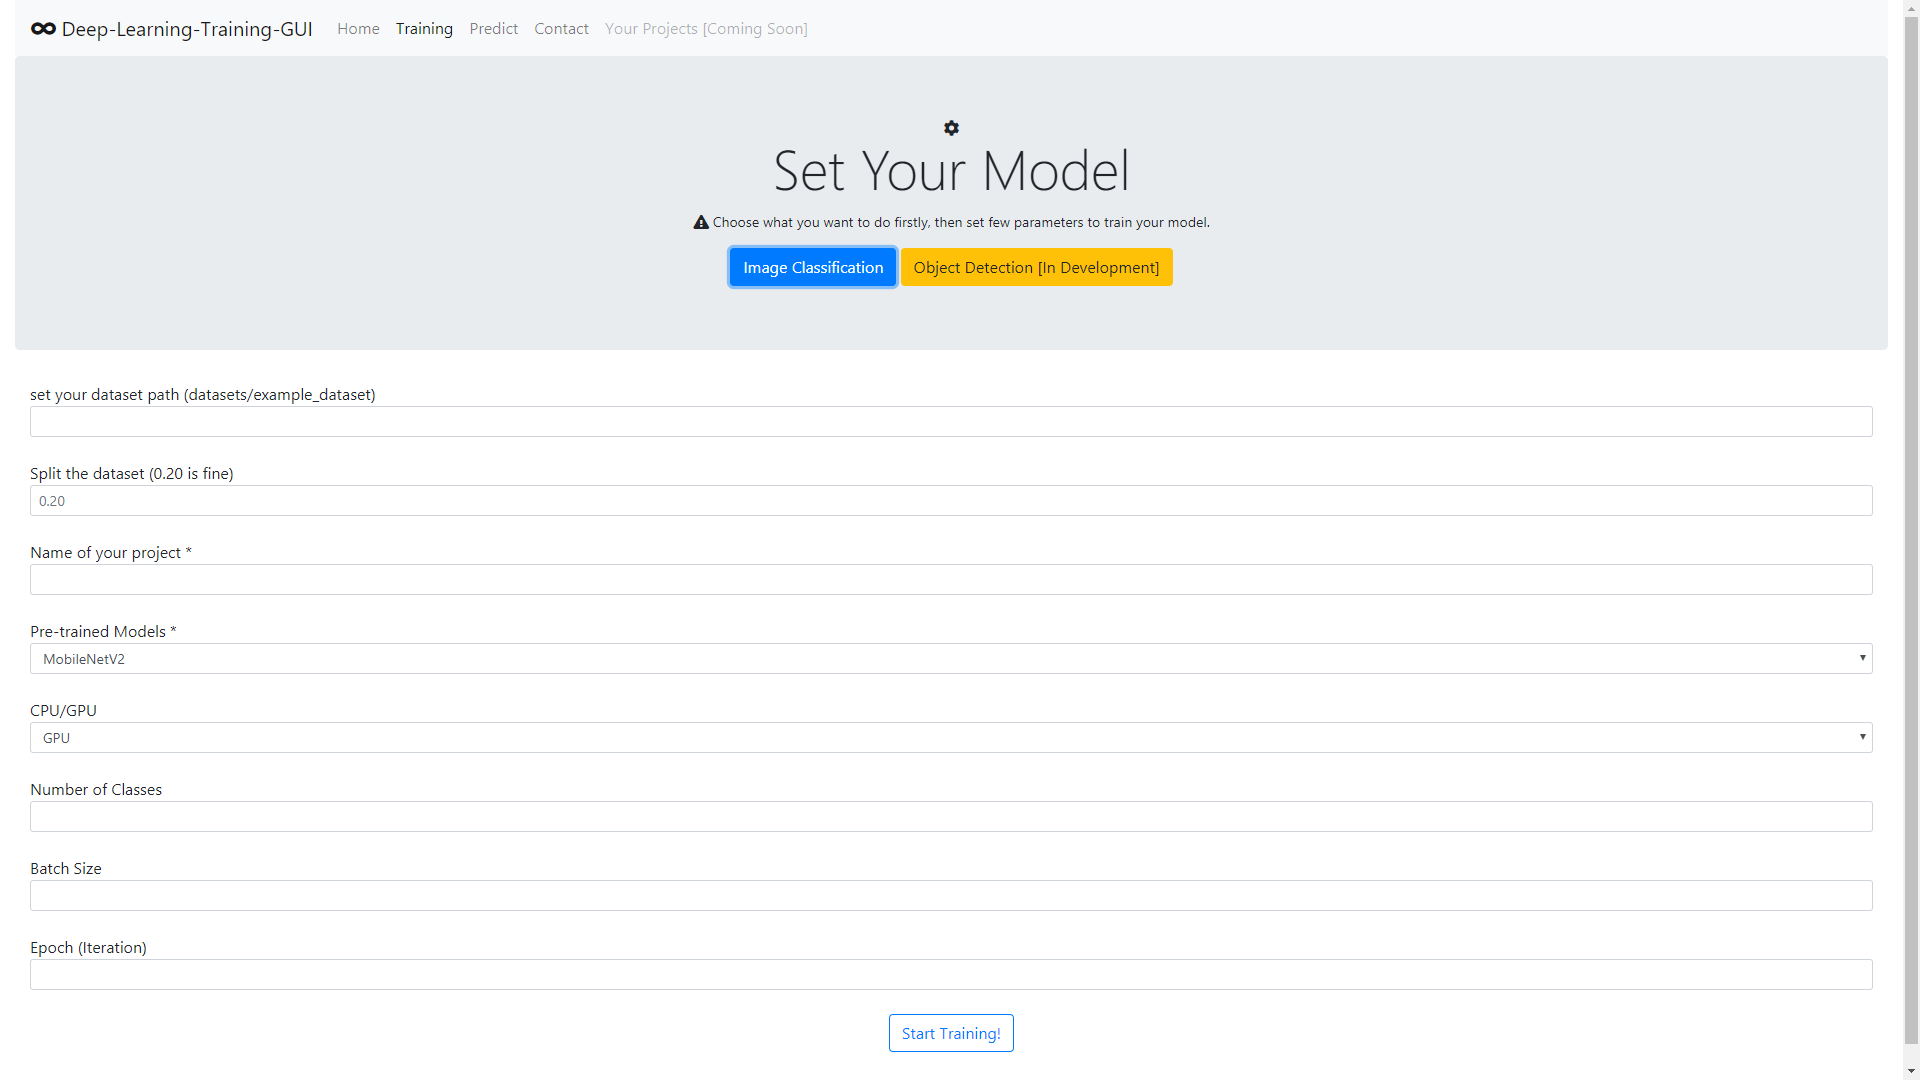 Deep-Learning-Training-GUI Home Training Predict Contact Your Projects [Coming Soon]
Set Your Model
Choose what you want to do firstly, then set few parameters to train your model.
Image Classification Object Detection [In Development]
set your dataset path (datasets/example_dataset)
Split the dataset (0.20 is fine)
0.20
Name of your project *
Pre-trained Models *
MobileNetV2
CPU/GPU
GPU
Number of Classes
Batch Size
Epoch (Iteration)
Start Training!